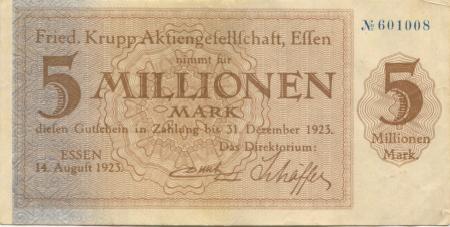 № 601008
Fried. Krupp Aktiengesellschaft, Essen
nimmt für
5 MILLIONEN
MARK
diesen Gutschein in Zahlung bis 31. Dezember 1923.
ESSEN
14. August 1923.
Das Direktorium:
Schäffer
5
Millionen
Mark.